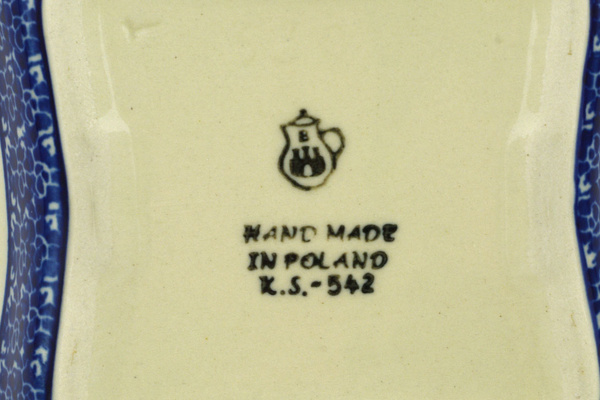 B
HAND MADE
IN POLAND
K.S.-542